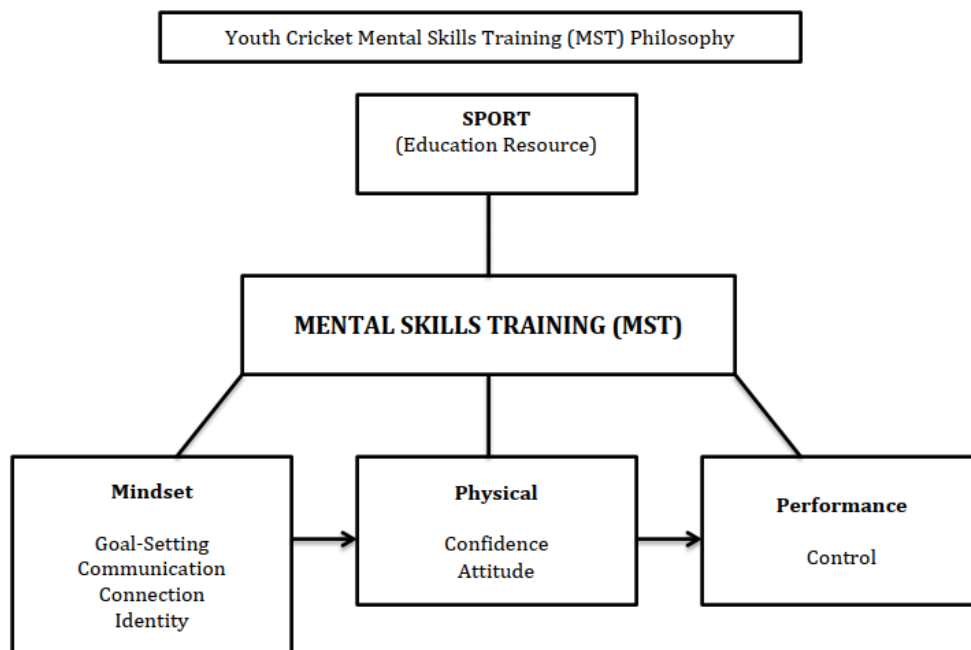 Youth Cricket Mental Skills Training (MST) Philosophy
SPORT
(Education Resource)
MENTAL SKILLS TRAINING (MST)
Mindset
Goal-Setting
Communication
Connection
Identity
Physical
Confidence
Attitude
Performance
Control